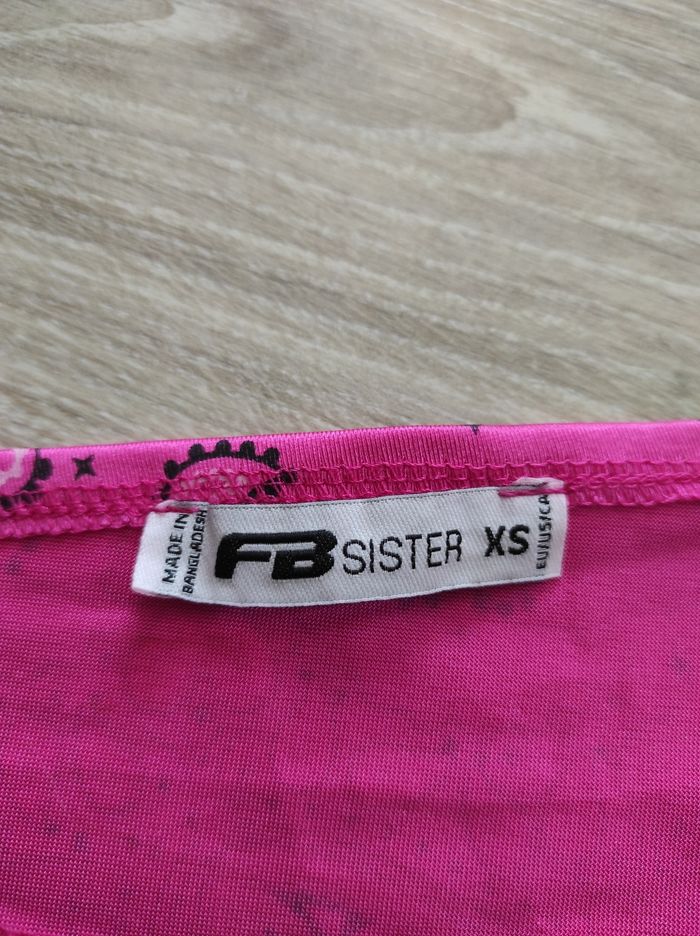 MADE IN
BANGLADESH
FB SISTER XS
EU/US/CA